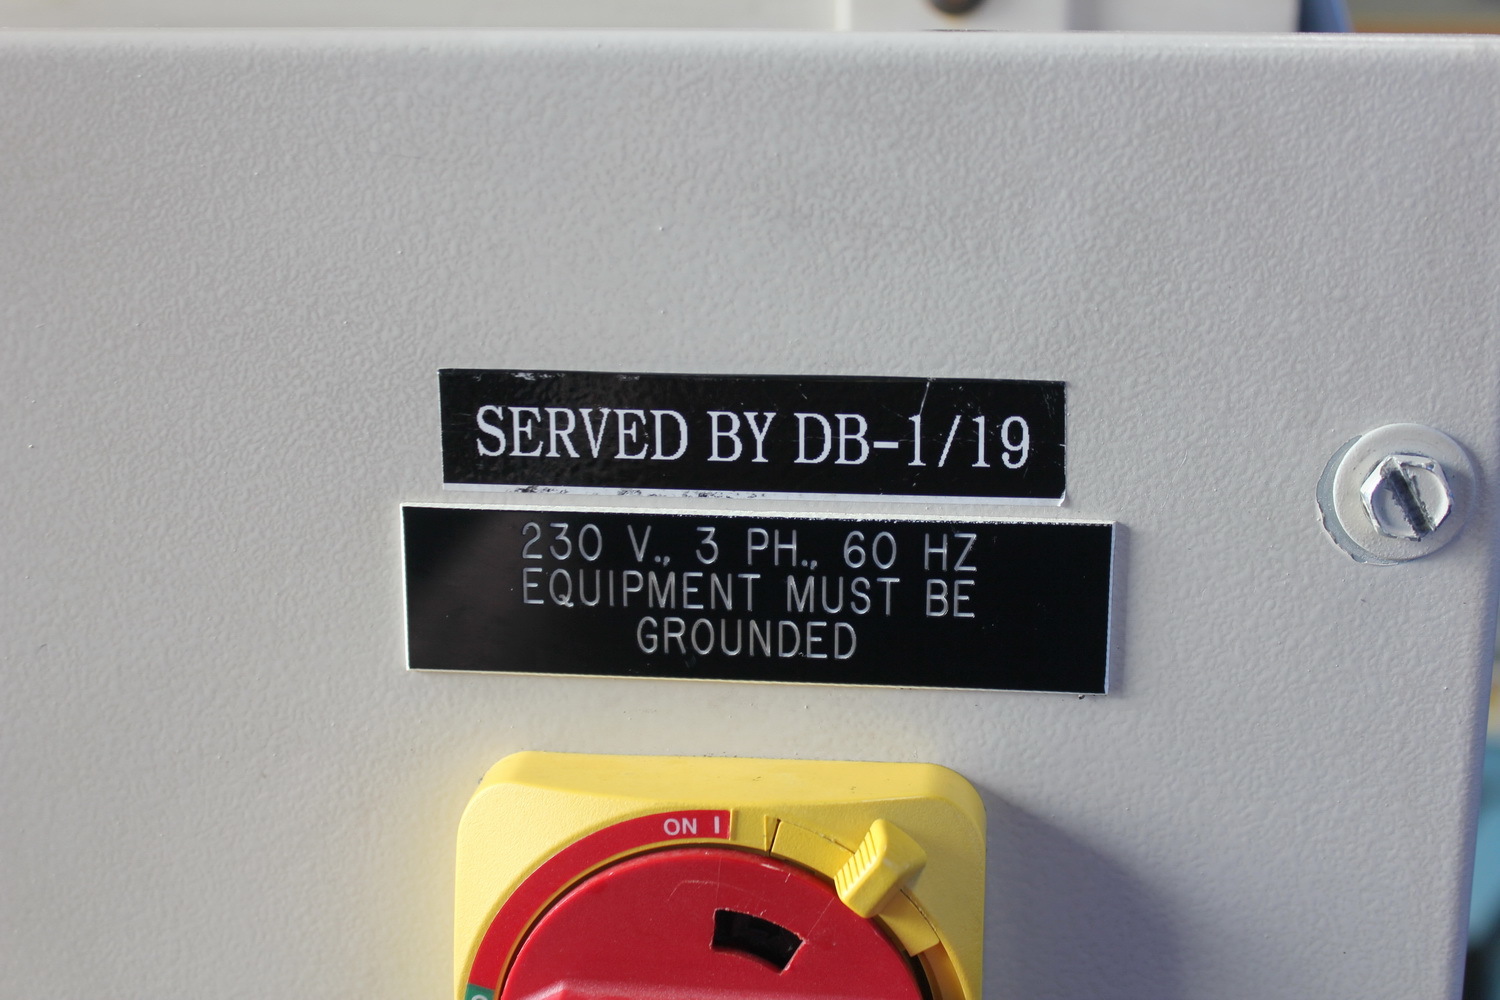 SERVED BY DB-1/19
230 V., 3 PH., 60 HZ
EQUIPMENT MUST BE
GROUNDED
ON I